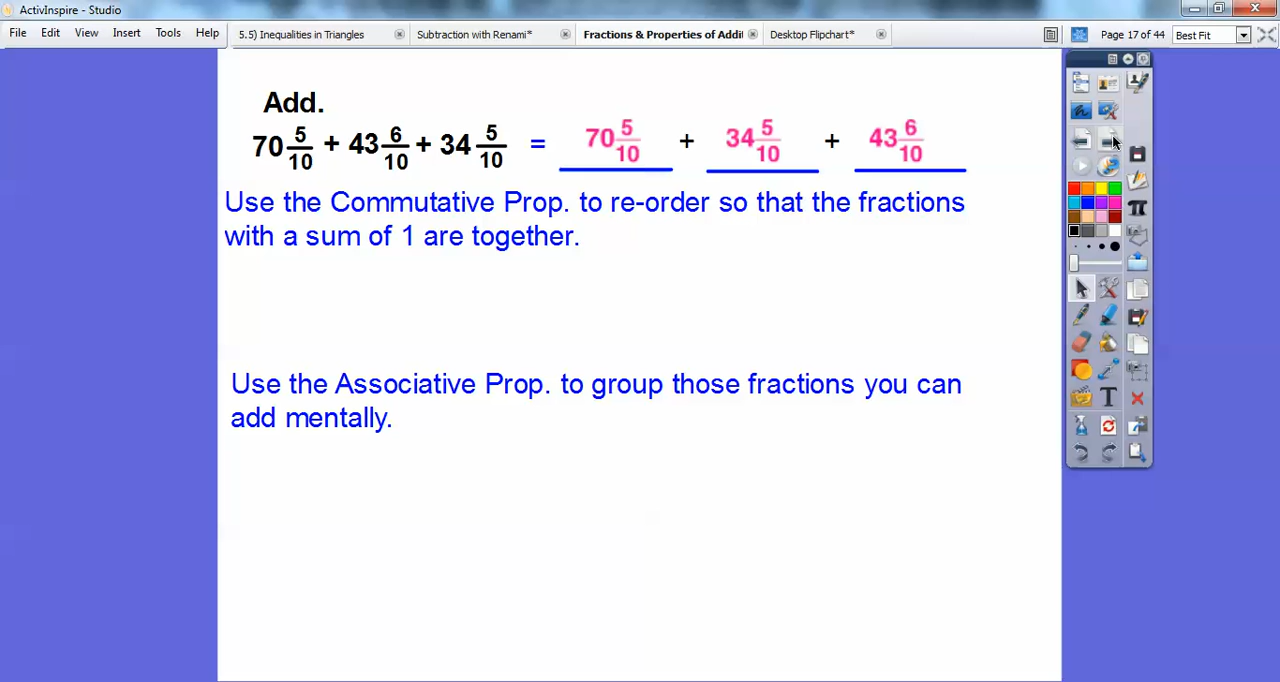 ActivInspire - Studio
File Edit View Insert Tools Help
5.5) Inequalities in Triangles
Subtraction with Renami*
Fractions & Properties of Addit
Desktop Flipchart*
Page 17 of 44
Best Fit
Add.
70 5/10 + 43 6/10 + 34 5/10 = 70 5/10 + 34 5/10 + 43 6/10
Use the Commutative Prop. to re-order so that the fractions
with a sum of 1 are together.
Use the Associative Prop. to group those fractions you can
add mentally.